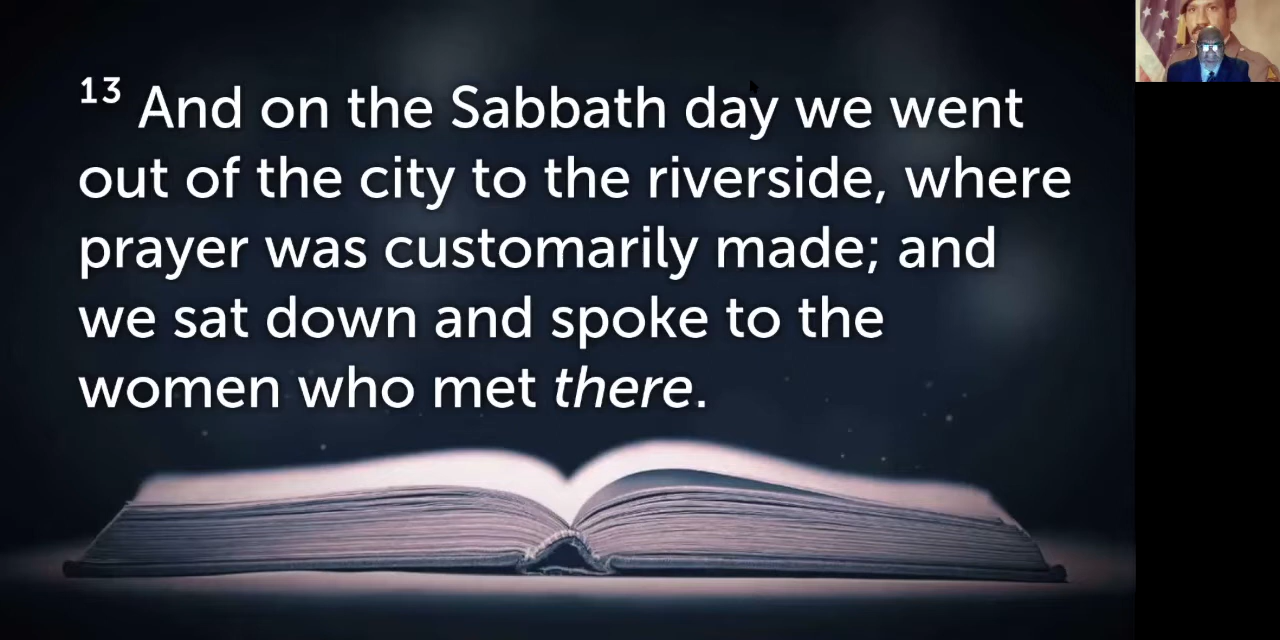 13 And on the Sabbath day we went
out of the city to the riverside, where
prayer was customarily made; and
we sat down and spoke to the
women who met there.